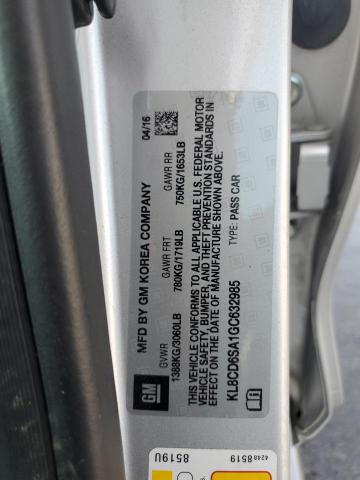 MFD BY GM KOREA COMPANY
04/16
GVWR
GAWR FRT
GAWR RR
1388KG/3060LB
780KG/1719LB
750KG/1653LB
THIS VEHICLE CONFORMS TO ALL APPLICABLE U.S. FEDERAL MOTOR
VEHICLE SAFETY, BUMPER, AND THEFT PREVENTION STANDARDS IN
EFFECT ON THE DATE OF MANUFACTURE SHOWN ABOVE.
KL8CD6SA1GC632985
TYPE: PASS CAR
GM
8519U
4248 8519